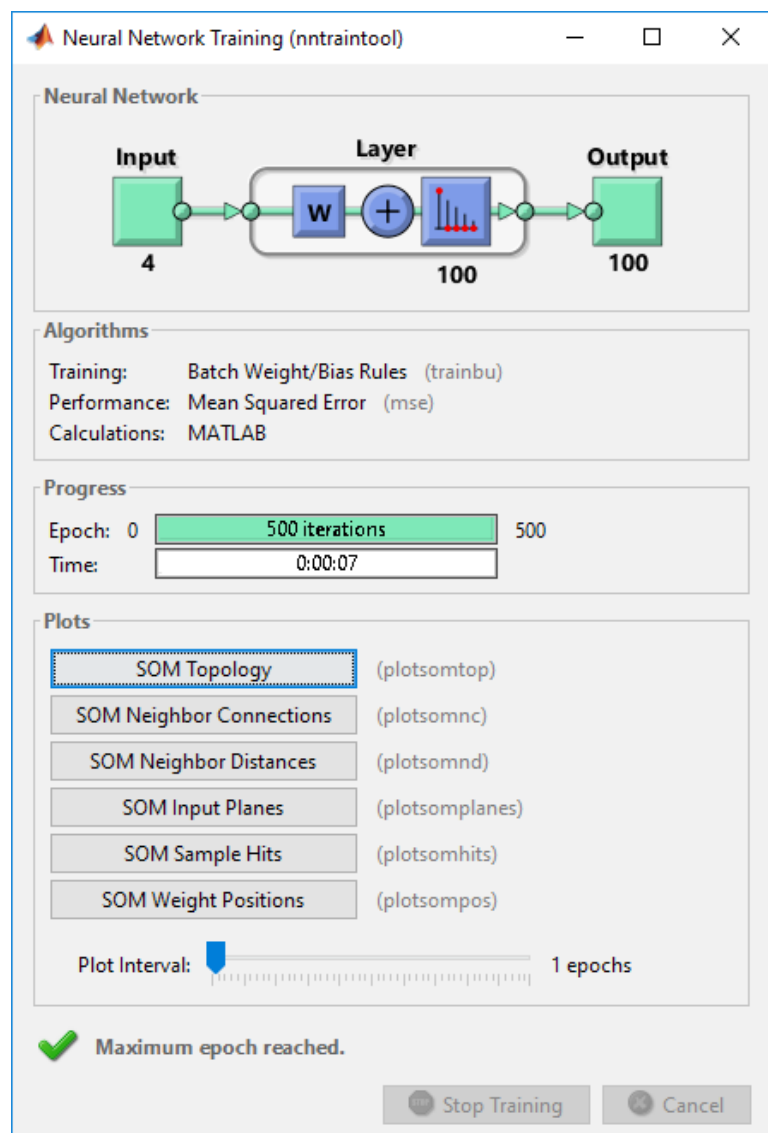 Neural Network Training (nntraintool)
Neural Network
Input
Layer
Output
W
+
4
100
100
Algorithms
Training: Batch Weight/Bias Rules (trainbu)
Performance: Mean Squared Error (mse)
Calculations: MATLAB
Progress
Epoch: 0 500 iterations 500
Time: 0:00:07
Plots
SOM Topology (plotsomtop)
SOM Neighbor Connections (plotsomnc)
SOM Neighbor Distances (plotsomnd)
SOM Input Planes (plotsomplanes)
SOM Sample Hits (plotsomhits)
SOM Weight Positions (plotsompos)
Plot Interval: 1 epochs
Maximum epoch reached.
Stop Training Cancel